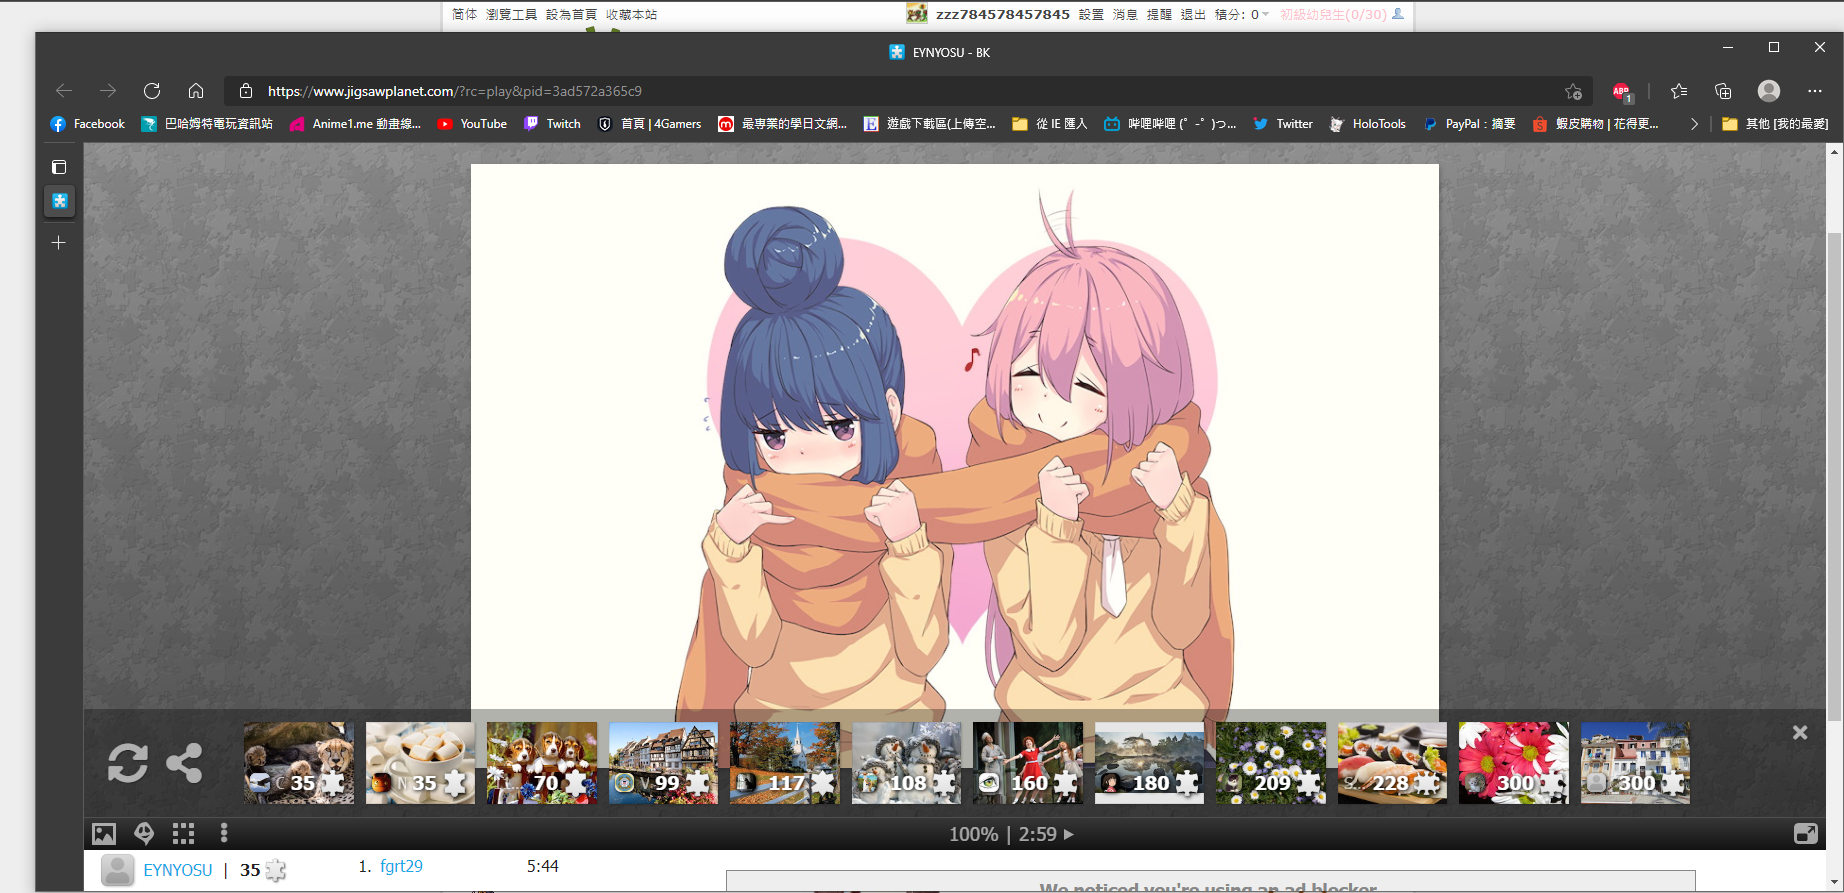 简体 瀏覽工具 設為首頁 收藏本站 zzz784578457845 設置 消息 提醒 退出 積分: 0 初級幼兒生(0/30)
EYNYOSU - BK
https://www.jigsawplanet.com/?rc=play&pid=3ad572a365c9 ABP 1
Facebook 巴哈姆特電玩資訊站 Anime1.me 動畫線... YouTube Twitch 首頁 | 4Gamers 最專業的學日文網... 遊戲下載區(上傳空... 從 IE 匯入 嗶哩嗶哩 (゜-゜)つ... Twitter HoloTools PayPal：摘要 蝦皮購物 | 花得更... 其他 [我的最愛]
C 35 N 35 70 99 117 108 160 180 209 S... 228 300 300
100% | 2:59
EYNYOSU | 35 1. fgrt29 5:44
We noticed you're using an ad blocker